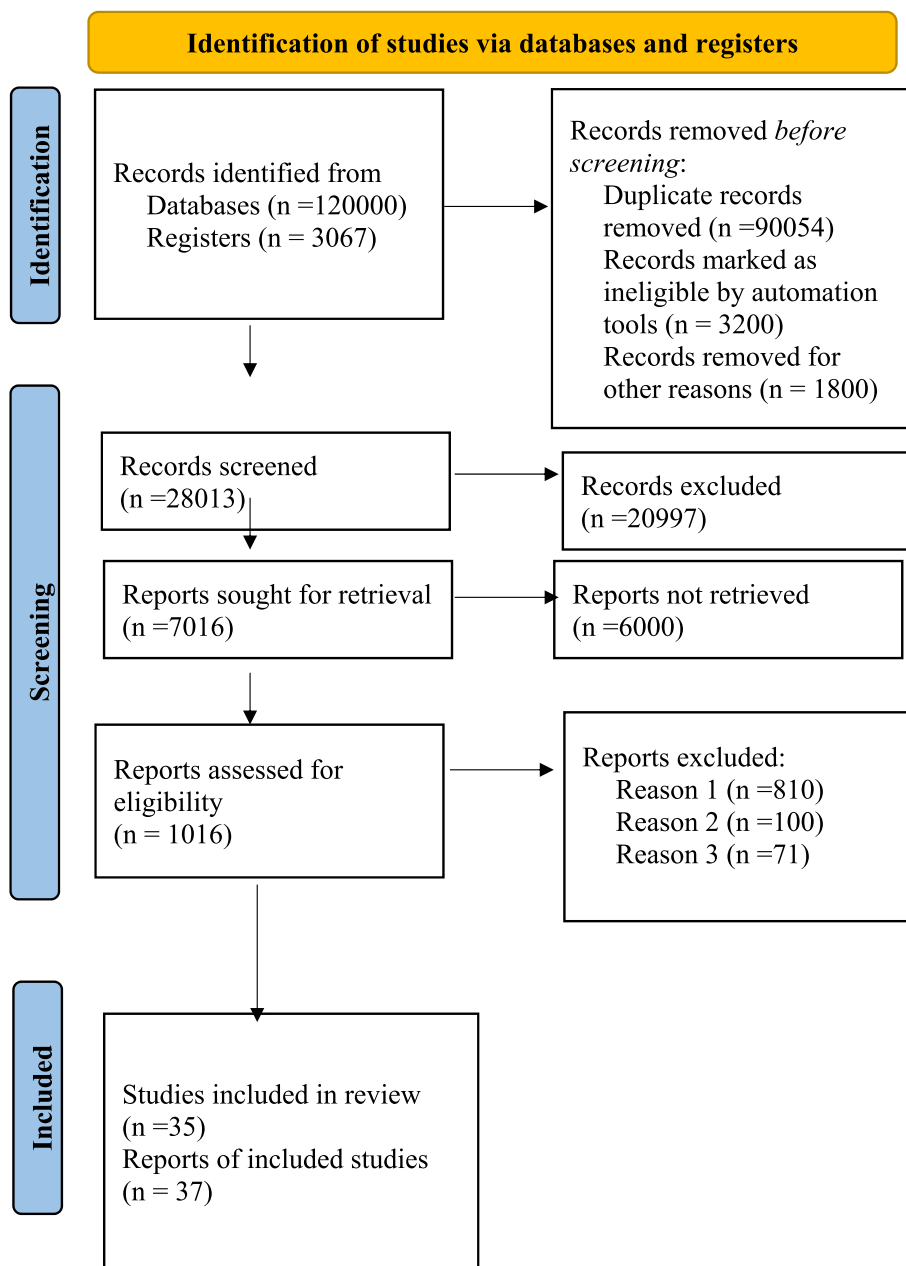 Identification of studies via databases and registers
Identification
Records identified from
Databases (n =120000)
Registers (n = 3067)
Records removed before
screening:
Duplicate records
removed (n =90054)
Records marked as
ineligible by automation
tools (n = 3200)
Records removed for
other reasons (n = 1800)
Screening
Records screened
(n =28013)
Records excluded
(n =20997)
Reports sought for retrieval
(n =7016)
Reports not retrieved
(n =6000)
Reports assessed for
eligibility
(n = 1016)
Reports excluded:
Reason 1 (n =810)
Reason 2 (n =100)
Reason 3 (n =71)
Included
Studies included in review
(n =35)
Reports of included studies
(n = 37)